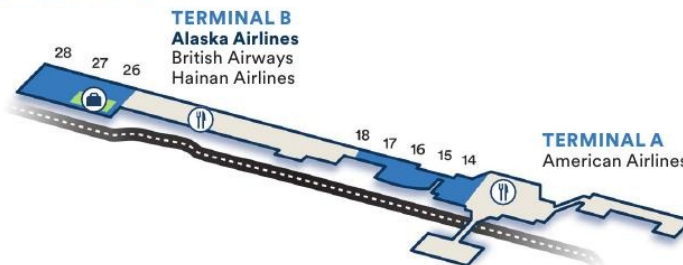 TERMINAL B
Alaska Airlines
British Airways
Hainan Airlines
28
27
26
18
17
16
15
14
TERMINAL A
American Airlines